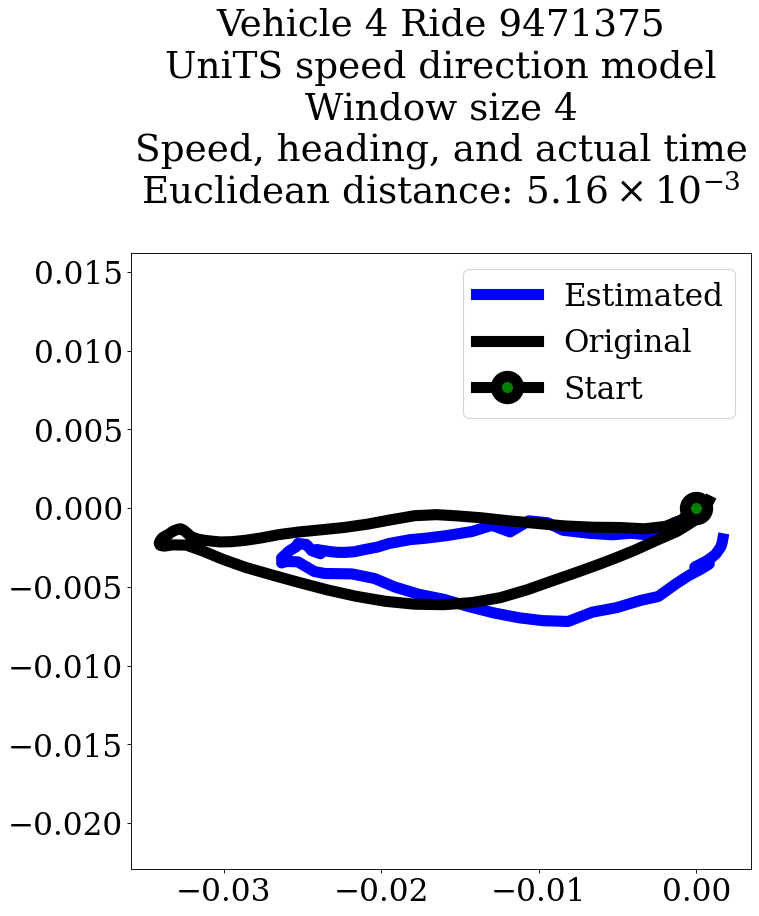 Vehicle 4 Ride 9471375
UniTS speed direction model
Window size 4
Speed, heading, and actual time
Euclidean distance: 5.16 × 10⁻³
Estimated
Original
Start
0.015
0.010
0.005
0.000
−0.005
−0.010
−0.015
−0.020
−0.03 −0.02 −0.01 0.00